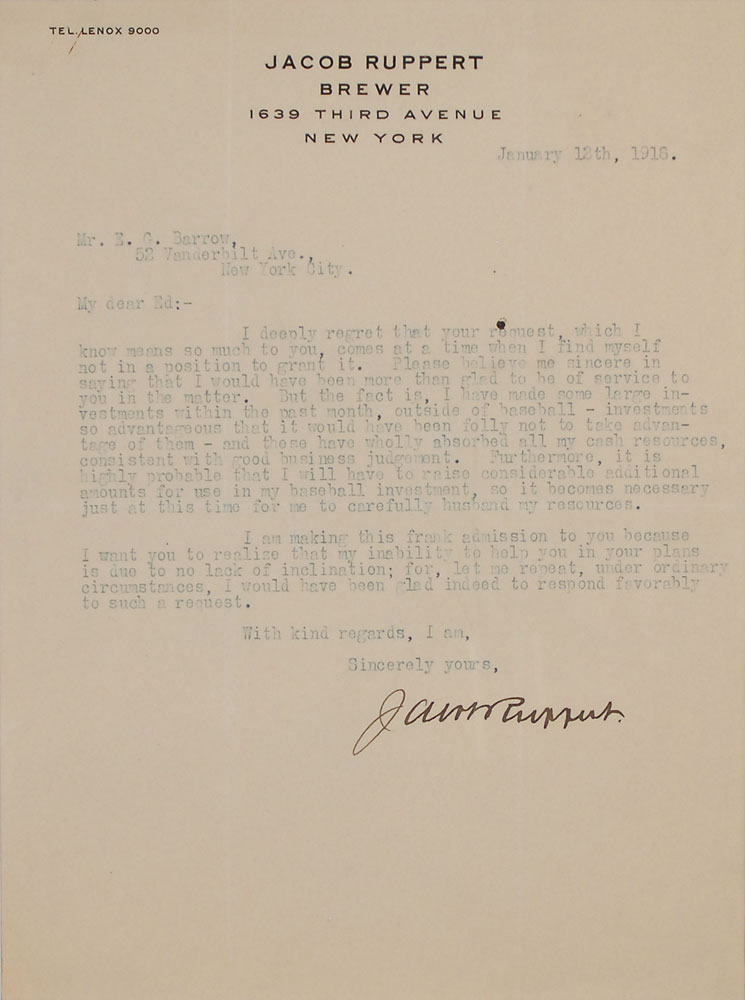 TEL. LENOX 9000
JACOB RUPPERT
BREWER
1639 THIRD AVENUE
NEW YORK
January 12th, 1916.
Mr. E. G. Barrow,
52 Vanderbilt Ave.,
New York City.
My dear Ed:-
I deeply regret that your request, which I
know means so much to you, comes at a time when I find myself
not in a position to grant it. Please believe me sincere in
saying that I would have been more than glad to be of service to
you in the matter. But the fact is, I have made some large in-
vestments within the past month, outside of baseball - investments
so advantageous that it would have been folly not to take advan-
tage of them - and these have wholly absorbed all my cash resources,
consistent with good business judgement. Furthermore, it is
highly probable that I will have to raise considerable additional
amounts for use in my baseball investment, so it becomes necessary
just at this time for me to carefully husband my resources.
I am making this frank admission to you because
I want you to realize that my inability to help you in your plans
is due to no lack of inclination; for, let me repeat, under ordinary
circumstances, I would have been glad indeed to respond favorably
to such a request.
With kind regards, I am,
Sincerely yours,
Jacob Ruppert.